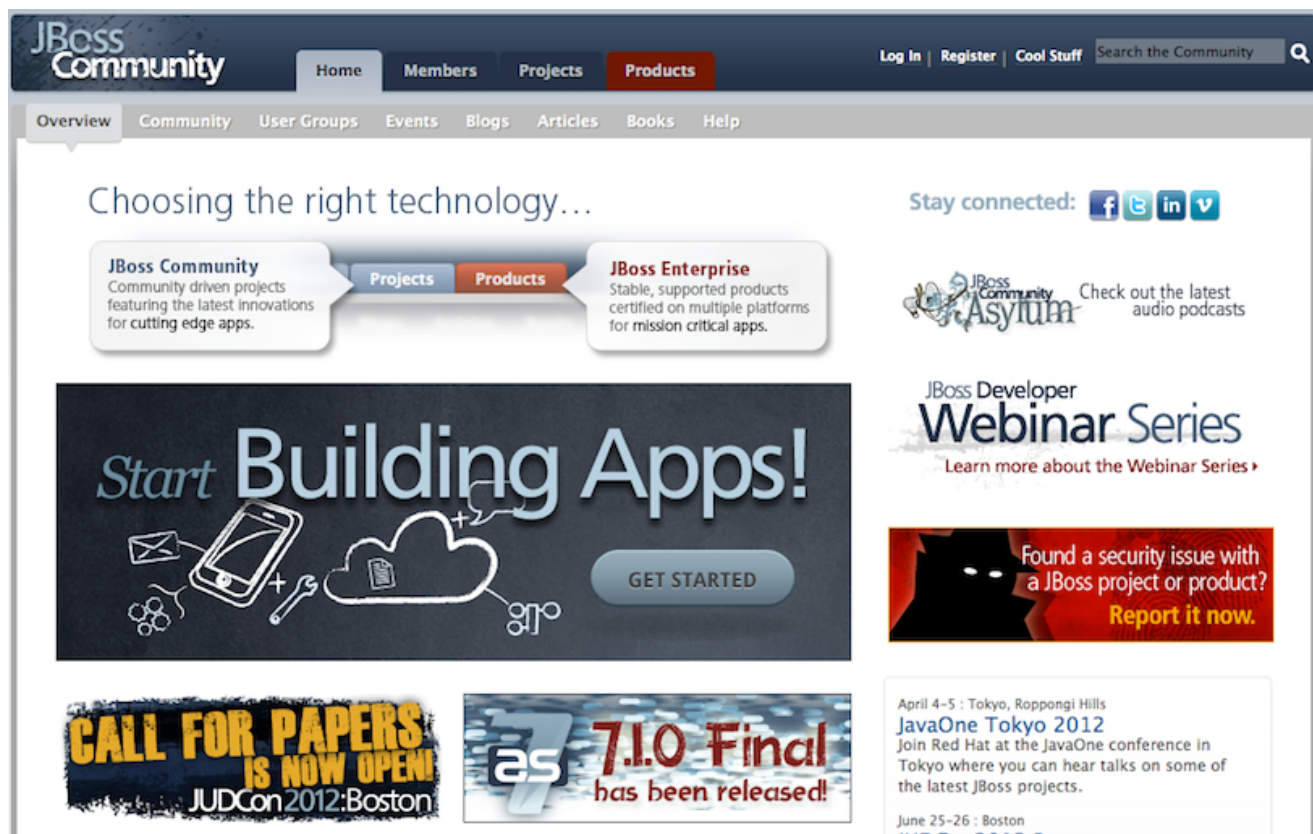 JBoss
Community
Home
Members
Projects
Products
Log In | Register | Cool Stuff
Search the Community
Overview
Community
User Groups
Events
Blogs
Articles
Books
Help
Choosing the right technology...
JBoss Community
Community driven projects
featuring the latest innovations
for cutting edge apps.
Projects
Products
JBoss Enterprise
Stable, supported products
certified on multiple platforms
for mission critical apps.
Stay connected:
JBoss
Community
Asylum
Check out the latest
audio podcasts
Start Building Apps!
GET STARTED
JBoss Developer
Webinar Series
Learn more about the Webinar Series
Found a security issue with
a JBoss project or product?
Report it now.
CALL FOR PAPERS
IS NOW OPEN!
JUDCon2012:Boston
as
7
7.1.0 Final
has been released!
April 4-5 : Tokyo, Roppongi Hills
JavaOne Tokyo 2012
Join Red Hat at the JavaOne conference in
Tokyo where you can hear talks on some of
the latest JBoss projects.
June 25-26 : Boston